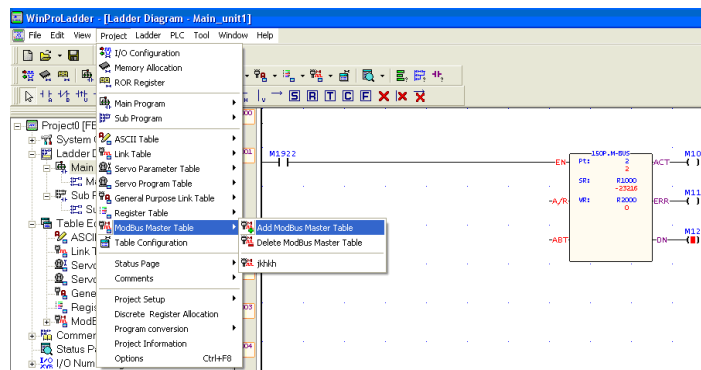 WinProLadder - [Ladder Diagram - Main_unit1]
File Edit View Project Ladder PLC Tool Window Help
I/O Configuration
Memory Allocation
ROR Register
Main Program
Sub Program
ASCII Table
Link Table
Servo Parameter Table
Servo Program Table
General Purpose Link Table
Register Table
ModBus Master Table
Table Configuration
Status Page
Comments
Project Setup
Discrete Register Allocation
Program conversion
Project Information
Options Ctrl+F8
Add ModBus Master Table
Delete ModBus Master Table
jkhkh
S R T C F
Project0 [FB
System
Ladder
Main
Sub
Table E
ASCI
Link T
Servo
Servo
Gene
Regis
ModB
Commer
Status P
I/O Num
M1922
150P.M-BUS
EN
Pt: 2
2
ACT
M10
SR: R1000
-23216
A/R
WR: R2000
0
ERR
M11
ABT
DN
M12